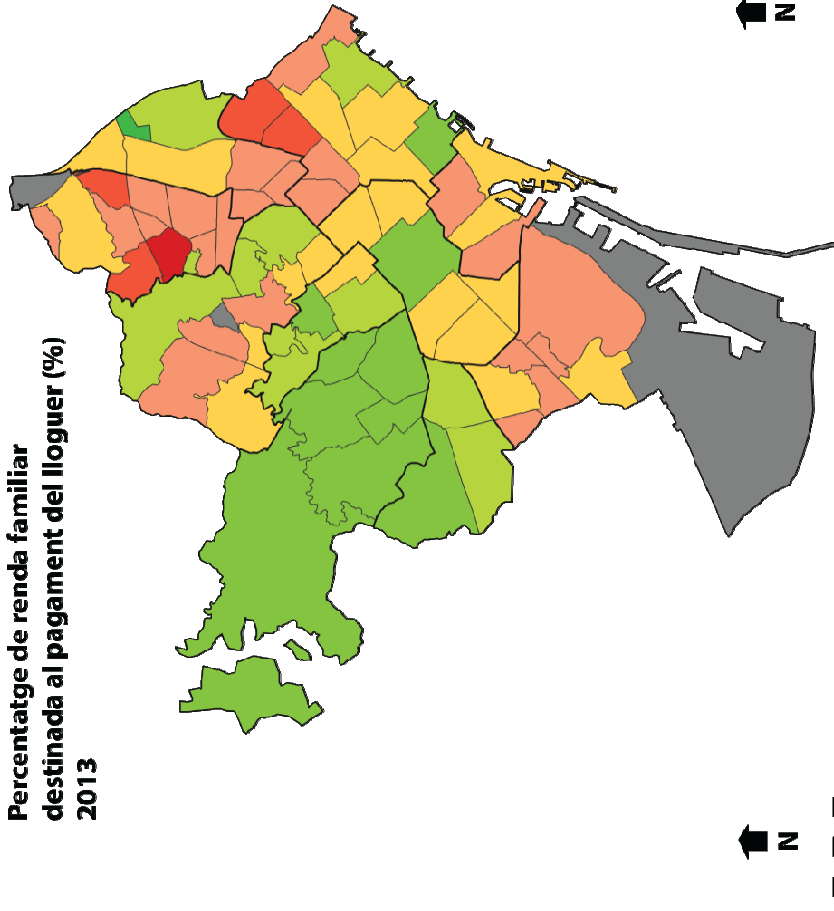 Percentatge de renda familiar
destinada al pagament del lloguer (%)
2013
N
N